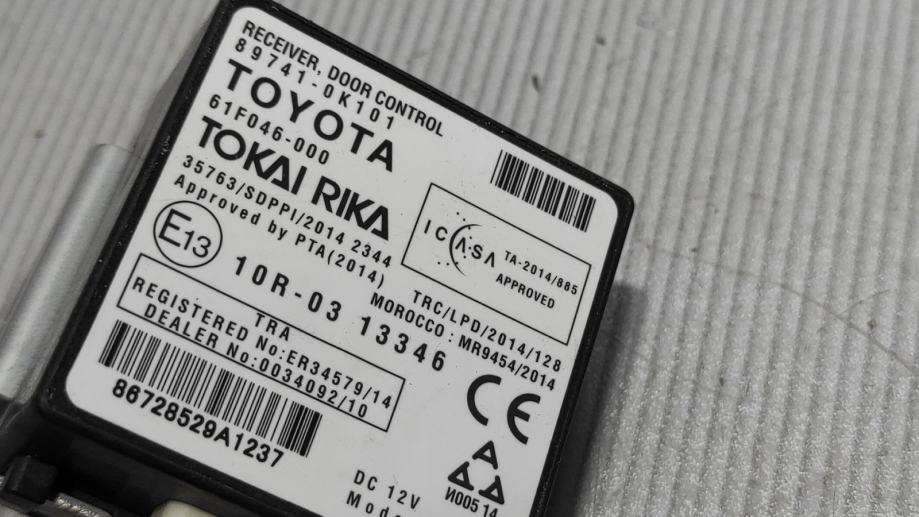 RECEIVER, DOOR CONTROL
89741-0K101
TOYOTA
61F046-000
TOKAI RIKA
35763/SDPPI/2014 2344
Approved by PTA(2014)
ICASA TA-2014/885
APPROVED
E13
10R-03 13346
TRC/LPD/2014/128
MOROCCO : MR9454/2014
TRA
REGISTERED No:ER34579/14
DEALER No:0034092/10
86728529A1237
CE
AAA
И005 14
DC 12V